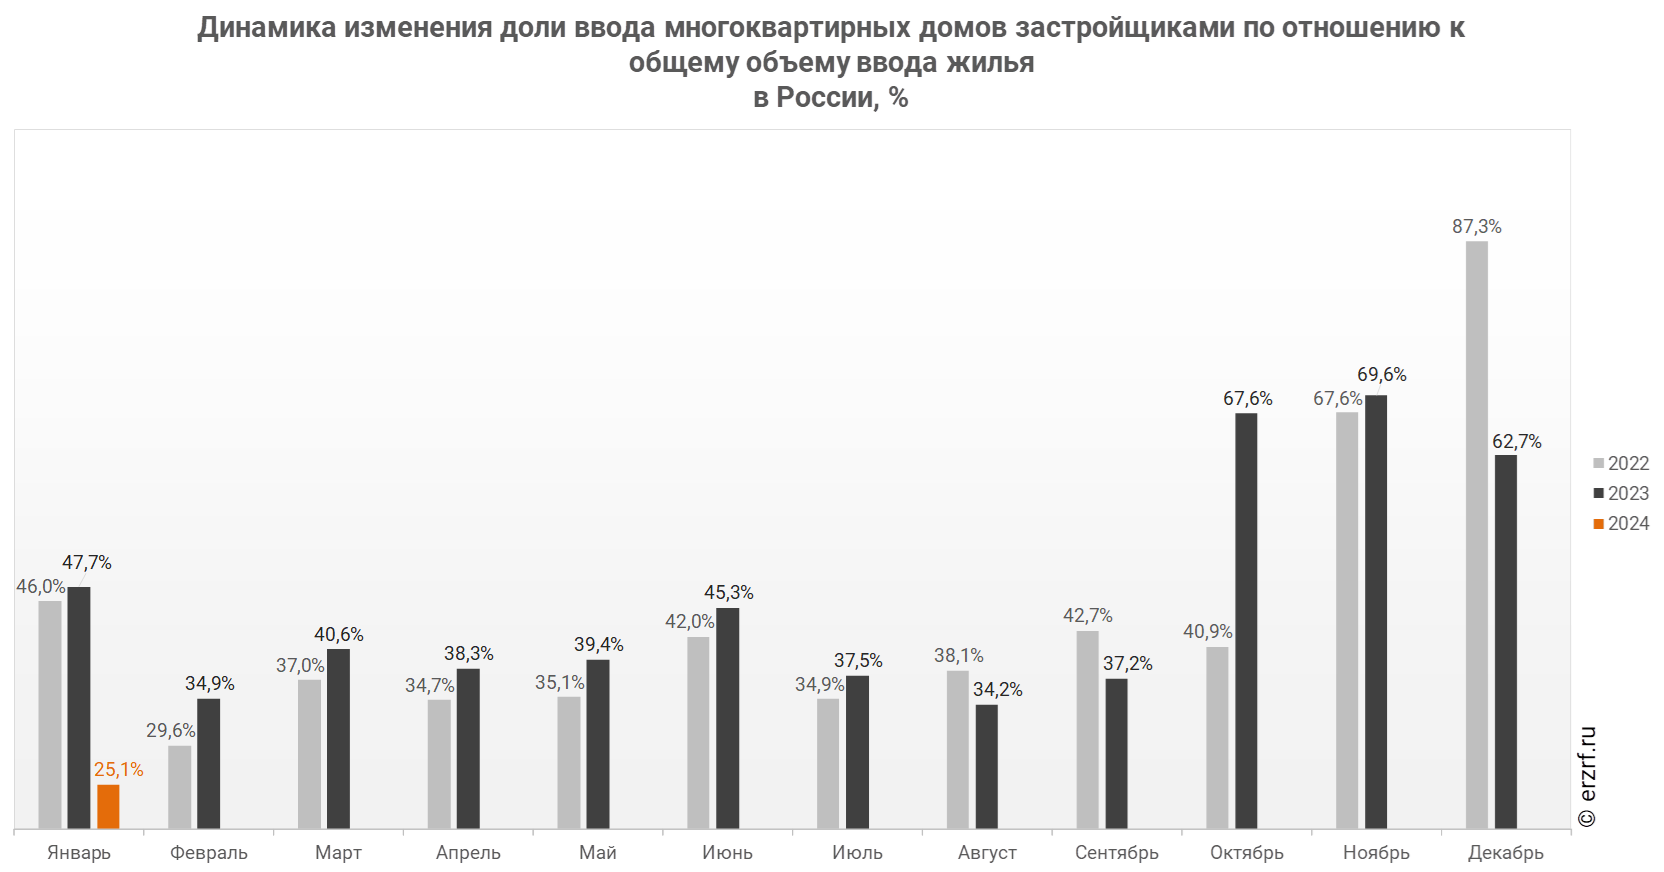 Динамика изменения доли ввода многоквартирных домов застройщиками по отношению к
общему объему ввода жилья
в России, %
46,0%
47,7%
25,1%
29,6%
34,9%
37,0%
40,6%
34,7%
38,3%
35,1%
39,4%
42,0%
45,3%
34,9%
37,5%
38,1%
34,2%
42,7%
37,2%
40,9%
67,6%
67,6%
69,6%
87,3%
62,7%
Январь
Февраль
Март
Апрель
Май
Июнь
Июль
Август
Сентябрь
Октябрь
Ноябрь
Декабрь
2022
2023
2024
© erzrf.ru